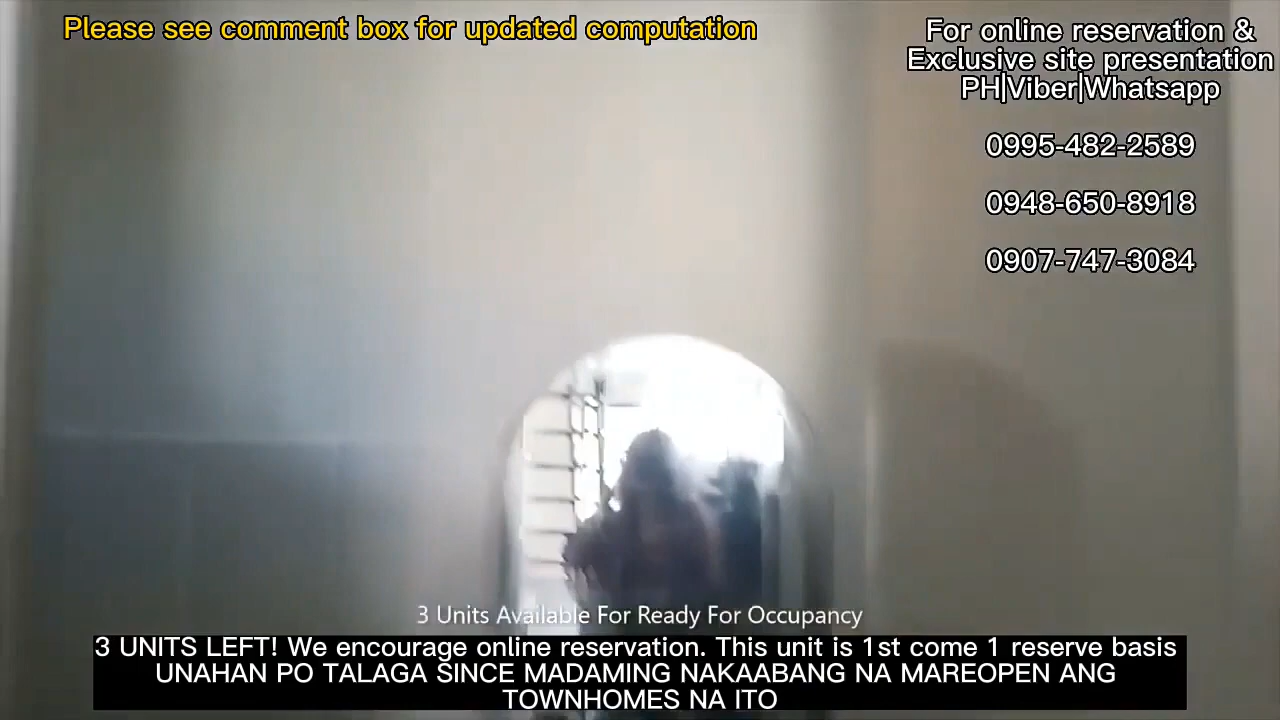 Please see comment box for updated computation
For online reservation &
Exclusive site presentation
PH|Viber|Whatsapp
0995-482-2589
0948-650-8918
0907-747-3084
3 Units Available For Ready For Occupancy
3 UNITS LEFT! We encourage online reservation. This unit is 1st come 1 reserve basis
UNAHAN PO TALAGA SINCE MADAMING NAKAABANG NA MAREOPEN ANG
TOWNHOMES NA ITO